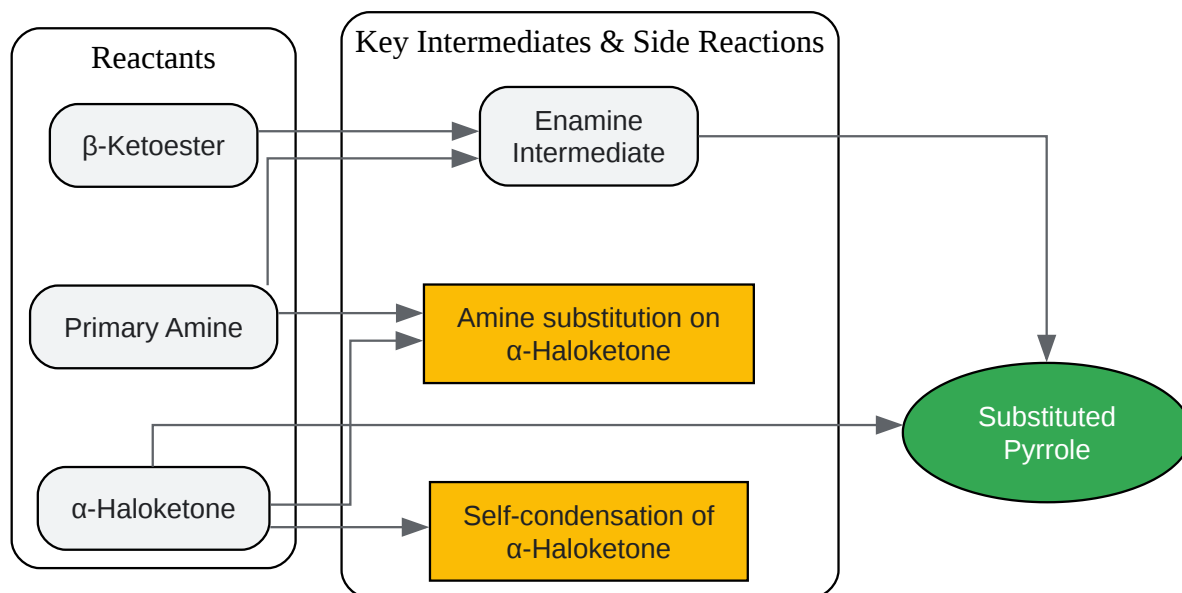 Reactants
β-Ketoester
Primary Amine
α-Haloketone
Key Intermediates & Side Reactions
Enamine
Intermediate
Amine substitution on
α-Haloketone
Self-condensation of
α-Haloketone
Substituted
Pyrrole